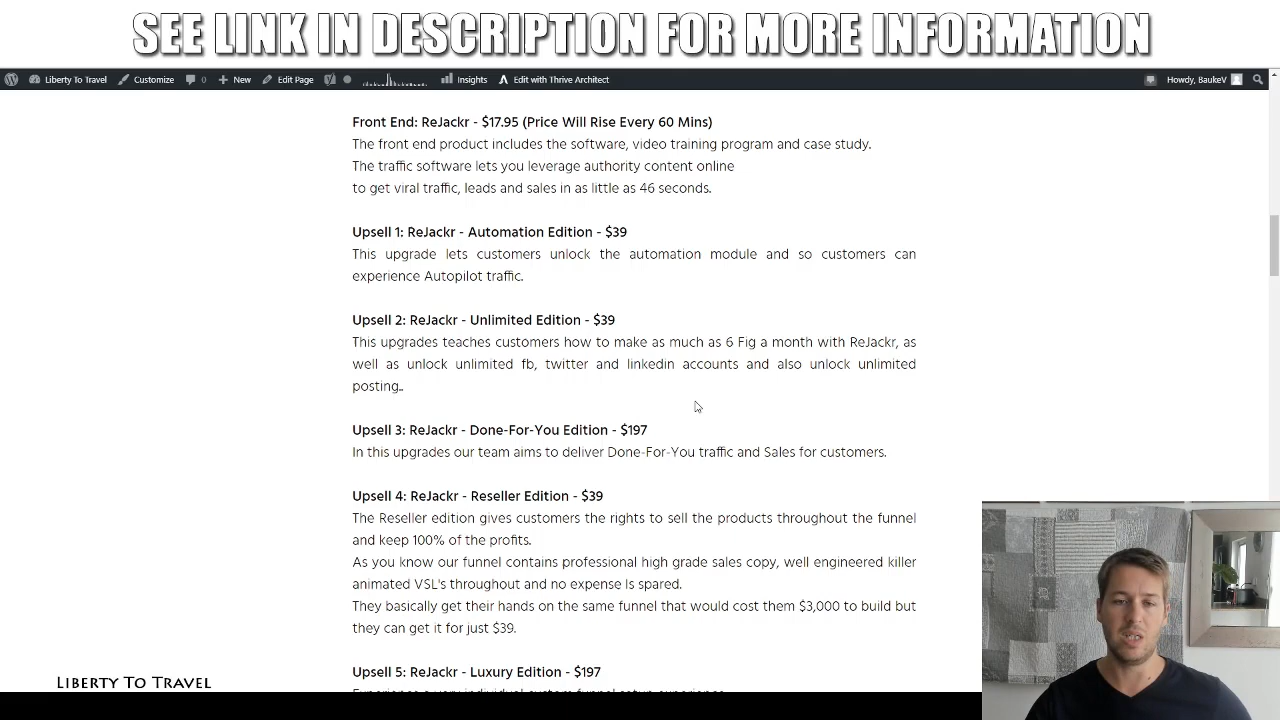 SEE LINK IN DESCRIPTION FOR MORE INFORMATION
Liberty To Travel Customize 0 New Edit Page Insights Edit with Thrive Architect Howdy, BaukeV
Front End: ReJackr - $17.95 (Price Will Rise Every 60 Mins)
The front end product includes the software, video training program and case study.
The traffic software lets you leverage authority content online
to get viral traffic, leads and sales in as little as 46 seconds.
Upsell 1: ReJackr - Automation Edition - $39
This upgrade lets customers unlock the automation module and so customers can
experience Autopilot traffic.
Upsell 2: ReJackr - Unlimited Edition - $39
This upgrades teaches customers how to make as much as 6 Fig a month with ReJackr, as
well as unlock unlimited fb, twitter and linkedin accounts and also unlock unlimited
posting..
Upsell 3: ReJackr - Done-For-You Edition - $197
In this upgrades our team aims to deliver Done-For-You traffic and Sales for customers.
Upsell 4: ReJackr - Reseller Edition - $39
The Reseller edition gives customers the rights to sell the products throughout the funnel
and keep 100% of the profits.
our funnel contains professional high grade sales copy, well engineered killer
animated VSL's throughout and no expense is spared.
They basically get their hands on the same funnel that would cost them $3,000 to build but
they can get it for just $39.
Upsell 5: ReJackr - Luxury Edition - $197
LIBERTY TO TRAVEL